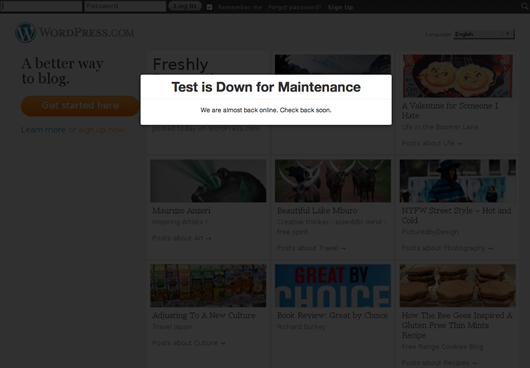 Password
Log In
Remember me
Forgot password?
Sign Up
WORDPRESS.COM
Language:
English
A better way
to blog.
Get started here
Learn more or sign up now.
Freshly
Test is Down for Maintenance
We are almost back online. Check back soon.
posted today on WordPress.com
A Valentine for Someone I
Hate
Life in the Boomer Lane
Posts about Life →
Maurizio Anzeri
Inspiring Artists !
Posts about Art →
Beautiful Lake Mburo
Creative thinker - scientific mind -
free spirit
Posts about Travel →
NYFW Street Style – Hot and
Cold
PicturesbyDesign
Posts about Photography →
Adjusting To A New Culture
Travel Japan
Posts about Culture →
GREAT BY
CHOICE
Book Review: Great by Choice
Richard Burkey
How The Bee Gees Inspired A
Gluten Free Thin Mints
Recipe
Free Range Cookies Blog
Posts about Recipes →